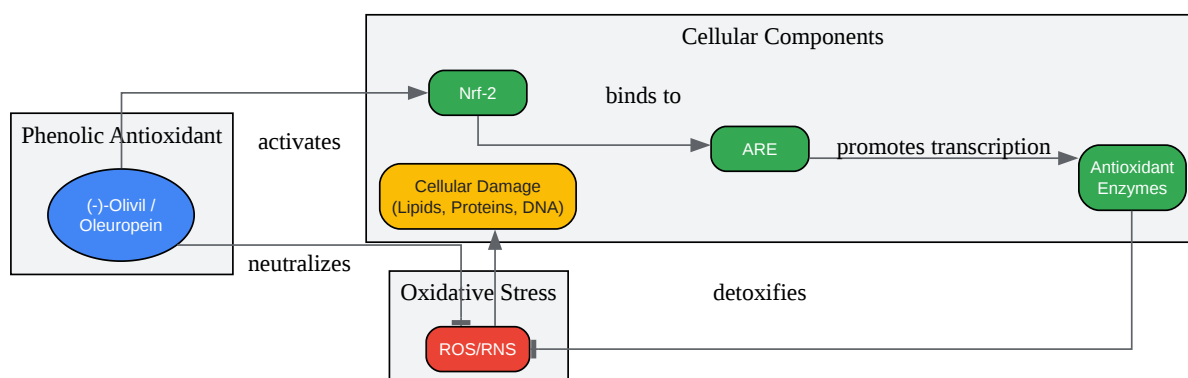 Cellular Components
Nrf-2
binds to
Phenolic Antioxidant
activates
ARE
promotes transcription
Antioxidant
Enzymes
Cellular Damage
(Lipids, Proteins, DNA)
(-)-Olivil /
Oleuropein
neutralizes
Oxidative Stress
detoxifies
ROS/RNS